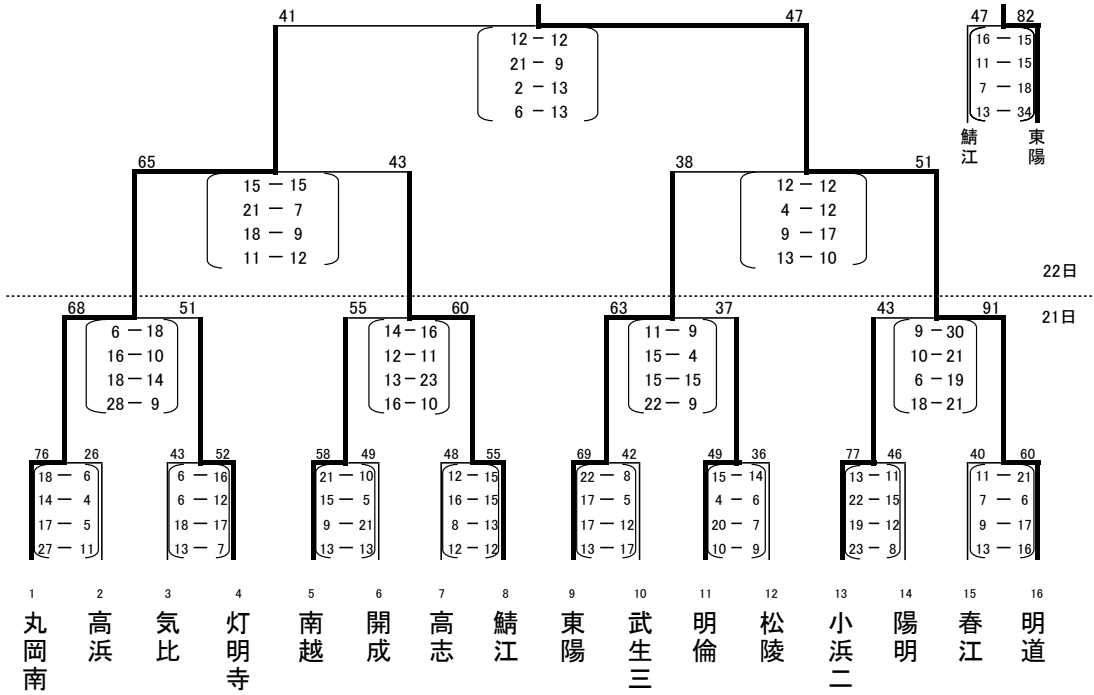 41 47
12 － 12
21 － 9
2 － 13
6 － 13
47 82
16 － 15
11 － 15
7 － 18
13 － 34
鯖江 東陽
65 43
15 － 15
21 － 7
18 － 9
11 － 12
38 51
12 － 12
4 － 12
9 － 17
13 － 10
22日
21日
68 51
6 － 18
16 － 10
18 － 14
28 － 9
55 60
14 － 16
12 － 11
13 － 23
16 － 10
63 37
11 － 9
15 － 4
15 － 15
22 － 9
43 91
9 － 30
10 － 21
6 － 19
18 － 21
76 26
18 － 6
14 － 4
17 － 5
27 － 11
43 52
6 － 16
6 － 12
18 － 17
13 － 7
58 49
21 － 10
15 － 5
9 － 21
13 － 13
48 55
12 － 15
16 － 15
8 － 13
12 － 12
69 42
22 － 8
17 － 5
17 － 12
13 － 17
49 36
15 － 14
4 － 6
20 － 7
10 － 9
77 46
13 － 11
22 － 15
19 － 12
23 － 8
40 60
11 － 21
7 － 6
9 － 17
13 － 16
1 2 3 4 5 6 7 8 9 10 11 12 13 14 15 16
丸岡南 高浜 気比 灯明寺 南越 開成 高志 鯖江 東陽 武生三 明倫 松陵 小浜二 陽明 春江 明道